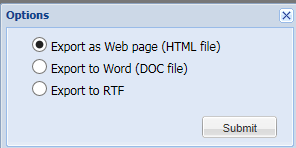 Options
Export as Web page (HTML file)
Export to Word (DOC file)
Export to RTF
Submit